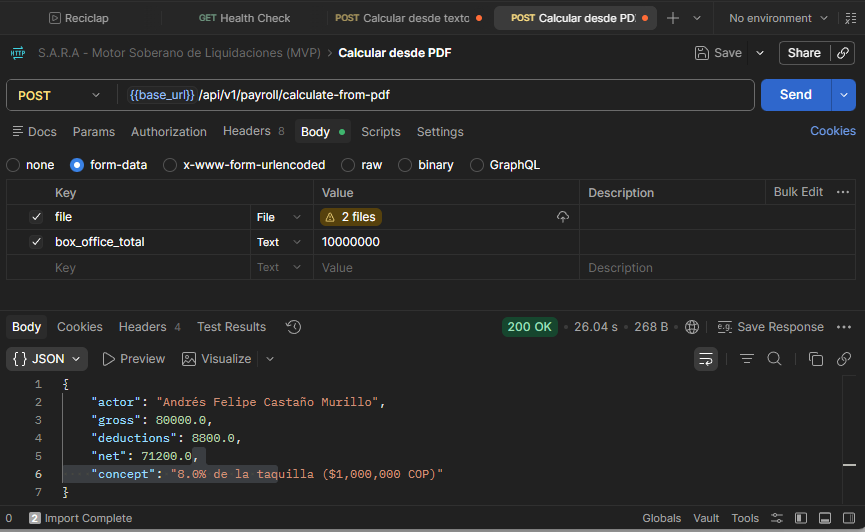 Reciclap GET Health Check POST Calcular desde texto POST Calcular desde PD No environment
HTTP S.A.R.A - Motor Soberano de Liquidaciones (MVP) > Calcular desde PDF Save Share
POST {{base_url}} /api/v1/payroll/calculate-from-pdf Send
Docs Params Authorization Headers 8 Body Scripts Settings Cookies
none form-data x-www-form-urlencoded raw binary GraphQL
Key Value Description Bulk Edit ...
file File 2 files
box_office_total Text 10000000
Key Text Value Description
Body Cookies Headers 4 Test Results 200 OK • 26.04 s • 268 B • e.g. Save Response ...
{} JSON Preview Visualize
1 {
2 "actor": "Andrés Felipe Castaño Murillo",
3 "gross": 80000.0,
4 "deductions": 8800.0,
5 "net": 71200.0,
6 "concept": "8.0% de la taquilla ($1,000,000 COP)"
7 }
0 2 Import Complete Globals Vault Tools